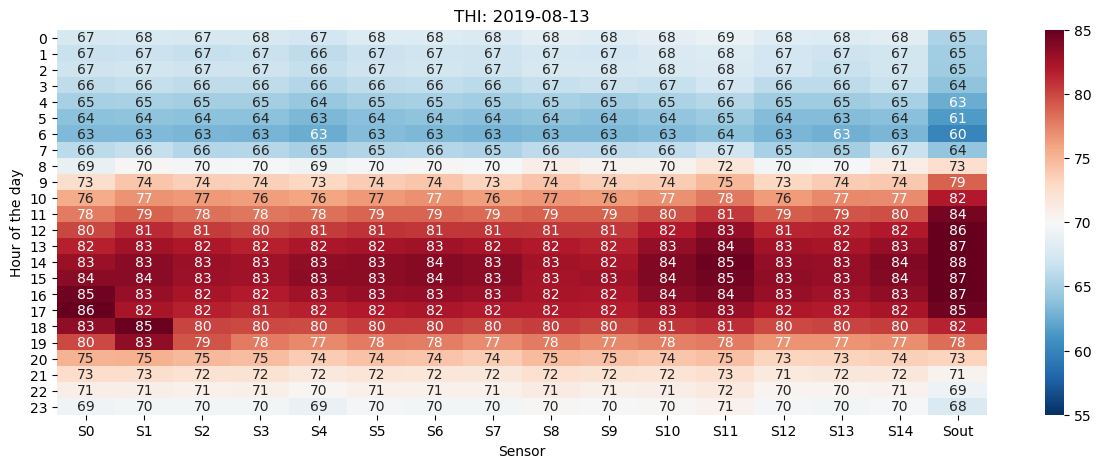 THI: 2019-08-13
0 67 68 67 68 67 68 68 68 68 68 68 69 68 68 68 65
1 67 67 67 67 66 67 67 67 68 67 68 68 67 67 67 65
2 67 67 67 67 66 67 67 67 68 68 68 68 67 67 67 65
3 66 66 66 66 66 66 66 66 67 66 67 67 66 66 67 64
4 65 65 65 65 64 65 65 65 65 65 65 66 65 65 65 63
5 64 64 64 64 63 64 64 64 64 64 64 65 64 63 64 61
6 63 63 63 63 63 63 63 63 63 63 63 64 63 63 63 60
7 66 66 66 66 65 66 66 65 66 66 66 67 65 65 67 64
8 69 70 70 70 69 70 70 70 71 71 70 72 70 70 71 73
9 73 74 74 74 73 74 74 73 74 74 74 75 73 74 74 79
10 76 77 77 76 76 77 77 76 77 76 77 78 76 77 77 82
11 78 79 78 78 78 79 79 79 79 79 80 81 79 79 80 84
12 80 81 81 80 81 81 81 81 81 81 82 83 81 82 82 86
13 82 83 82 82 82 82 83 82 82 82 83 84 83 82 83 87
14 83 83 83 83 83 83 84 83 83 82 84 85 83 83 84 88
15 84 84 83 83 83 83 84 83 83 83 84 85 83 83 84 87
16 85 83 82 82 83 83 83 83 82 82 84 84 83 83 83 87
17 86 82 82 81 82 82 83 82 82 82 83 83 82 82 83 85
18 83 85 80 80 80 80 80 80 80 80 81 81 80 80 80 82
19 80 83 79 78 77 78 78 77 78 77 78 78 77 77 77 78
20 75 75 75 75 74 74 74 74 75 75 74 75 73 73 74 73
21 73 73 72 72 72 72 72 72 72 72 72 73 71 72 72 71
22 71 71 71 71 70 71 71 71 71 71 71 72 70 70 71 69
23 69 70 70 70 69 70 70 70 70 70 70 71 70 70 70 68
S0 S1 S2 S3 S4 S5 S6 S7 S8 S9 S10 S11 S12 S13 S14 Sout
Sensor
Hour of the day
85
80
75
70
65
60
55